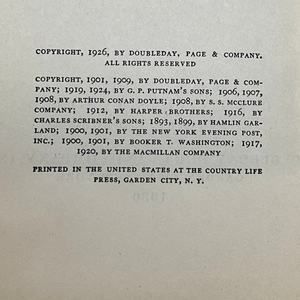 COPYRIGHT, 1926, BY DOUBLEDAY, PAGE & COMPANY.
ALL RIGHTS RESERVED
COPYRIGHT, 1901, 1909, BY DOUBLEDAY, PAGE & COM-
PANY; 1919, 1924, BY G. P. PUTNAM'S SONS; 1906, 1907,
1908, BY ARTHUR CONAN DOYLE; 1908, BY S. S. MCCLURE
COMPANY; 1912, BY HARPER BROTHERS; 1916, BY
CHARLES SCRIBNER'S SONS; 1893, 1899, BY HAMLIN GAR-
LAND; 1900, 1901, BY THE NEW YORK EVENING POST,
INC.; 1900, 1901, BY BOOKER T. WASHINGTON; 1917,
1920, BY THE MACMILLAN COMPANY
PRINTED IN THE UNITED STATES AT THE COUNTRY LIFE
PRESS, GARDEN CITY, N. Y.